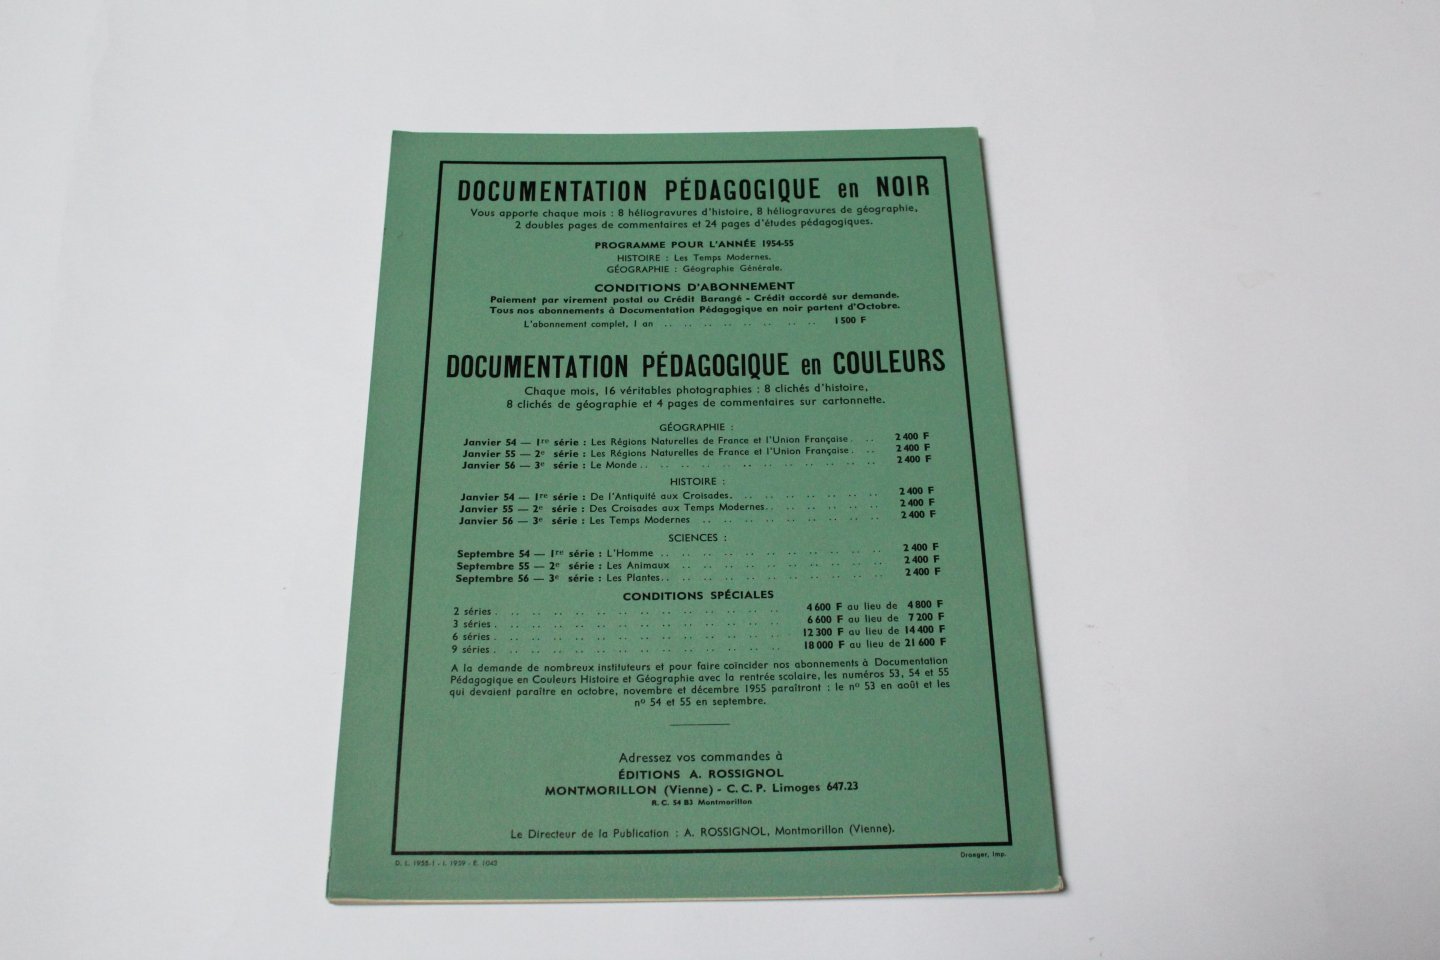 DOCUMENTATION PÉDAGOGIQUE en NOIR
Vous apporte chaque mois : 8 héliogravures d'histoire, 8 héliogravures de géographie,
2 doubles pages de commentaires et 24 pages d'études pédagogiques.
PROGRAMME POUR L'ANNÉE 1954-55
HISTOIRE : Les Temps Modernes.
GÉOGRAPHIE : Géographie Générale.
CONDITIONS D'ABONNEMENT
Paiement par virement postal ou Crédit Barangé - Crédit accordé sur demande.
Tous nos abonnements à Documentation Pédagogique en noir partent d'Octobre.
L'abonnement complet, 1 an .. .. .. .. .. .. .. .. 1 500 F
DOCUMENTATION PÉDAGOGIQUE en COULEURS
Chaque mois, 16 véritables photographies : 8 clichés d'histoire,
8 clichés de géographie et 4 pages de commentaires sur cartonnette.
GÉOGRAPHIE :
Janvier 54 — 1re série : Les Régions Naturelles de France et l'Union Française. .. 2 400 F
Janvier 55 — 2e série : Les Régions Naturelles de France et l'Union Française. .. 2 400 F
Janvier 56 — 3e série : Le Monde .. .. .. .. .. .. .. .. .. .. .. .. 2 400 F
HISTOIRE :
Janvier 54 — 1re série : De l'Antiquité aux Croisades. .. .. .. .. .. .. .. 2 400 F
Janvier 55 — 2e série : Des Croisades aux Temps Modernes. .. .. .. .. .. 2 400 F
Janvier 56 — 3e série : Les Temps Modernes .. .. .. .. .. .. .. .. .. 2 400 F
SCIENCES :
Septembre 54 — 1re série : L'Homme .. .. .. .. .. .. .. .. .. .. .. 2 400 F
Septembre 55 — 2e série : Les Animaux .. .. .. .. .. .. .. .. .. .. 2 400 F
Septembre 56 — 3e série : Les Plantes .. .. .. .. .. .. .. .. .. .. .. 2 400 F
CONDITIONS SPÉCIALES
2 séries . .. .. .. .. .. .. .. .. .. .. .. .. .. 4 600 F au lieu de 4 800 F
3 séries . .. .. .. .. .. .. .. .. .. .. .. .. .. 6 600 F au lieu de 7 200 F
6 séries . .. .. .. .. .. .. .. .. .. .. .. .. .. 12 300 F au lieu de 14 400 F
9 séries . .. .. .. .. .. .. .. .. .. .. .. .. .. 18 000 F au lieu de 21 600 F
A la demande de nombreux instituteurs et pour faire coïncider nos abonnements à Documentation
Pédagogique en Couleurs Histoire et Géographie avec la rentrée scolaire, les numéros 53, 54 et 55
qui devaient paraître en octobre, novembre et décembre 1955 paraîtront : le no 53 en août et les
no 54 et 55 en septembre.
Adressez vos commandes à
ÉDITIONS A. ROSSIGNOL
MONTMORILLON (Vienne) - C. C. P. Limoges 647.23
R. C. 54 B3 Montmorillon
Le Directeur de la Publication : A. ROSSIGNOL, Montmorillon (Vienne).
D. L. 1955-1 - I. 1939 - E. 1042
Draeger, Imp.